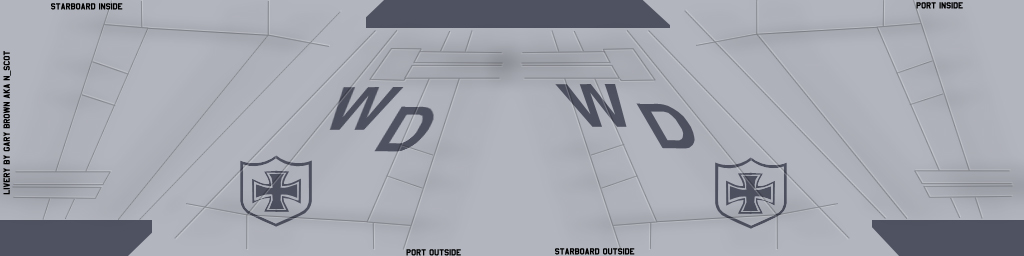 STARBOARD INSIDE
PORT INSIDE
LIVERY BY GARY BROWN AKA N_SCOT
WD
WD
PORT OUTSIDE
STARBOARD OUTSIDE